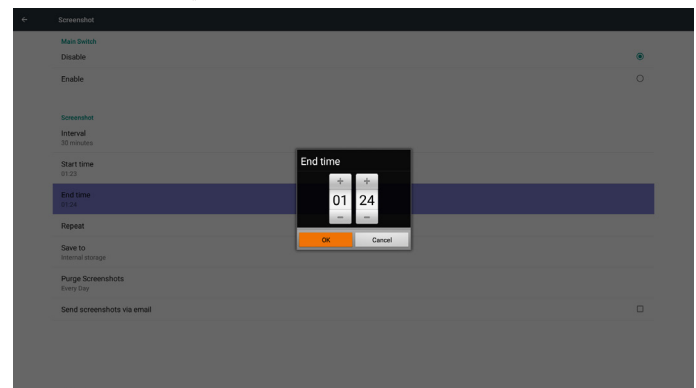 Screenshot
Main Switch
Disable
Enable
Screenshot
Interval
30 minutes
Start time
01:23
End time
20:24
Repeat
Save to
Internal storage
Purge Screenshots
Every Day
Send screenshots via email
End time
+ +
01 24
− −
OK Cancel